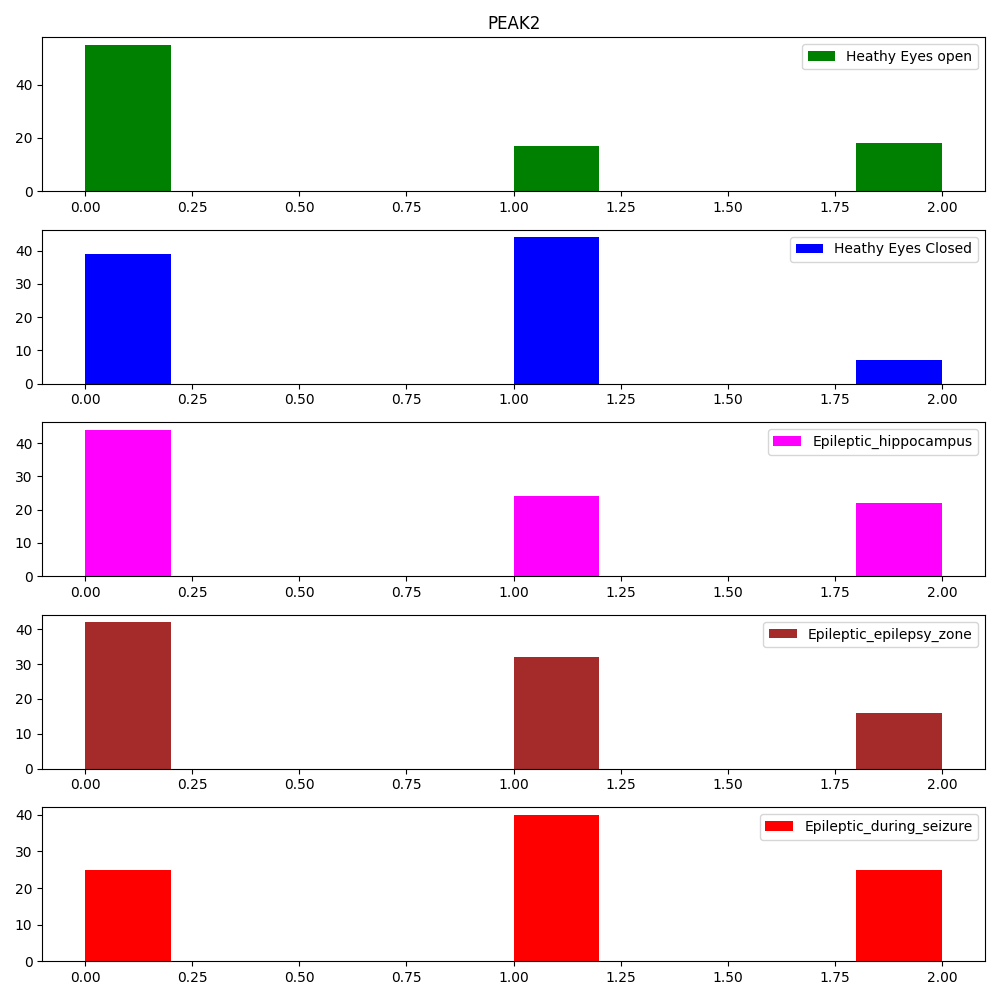 PEAK2
Heathy Eyes open
40
20
0
0.00 0.25 0.50 0.75 1.00 1.25 1.50 1.75 2.00
Heathy Eyes Closed
40
30
20
10
0
0.00 0.25 0.50 0.75 1.00 1.25 1.50 1.75 2.00
Epileptic_hippocampus
40
30
20
10
0
0.00 0.25 0.50 0.75 1.00 1.25 1.50 1.75 2.00
Epileptic_epilepsy_zone
40
30
20
10
0
0.00 0.25 0.50 0.75 1.00 1.25 1.50 1.75 2.00
Epileptic_during_seizure
40
30
20
10
0
0.00 0.25 0.50 0.75 1.00 1.25 1.50 1.75 2.00